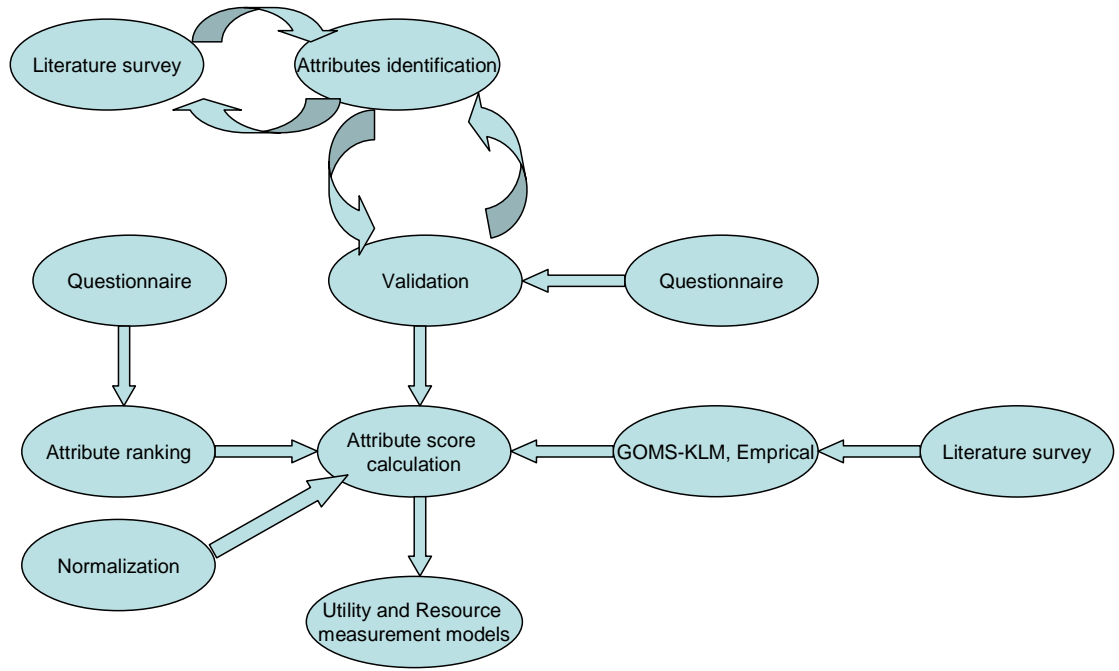 Literature survey
Attributes identification
Questionnaire
Validation
Questionnaire
Attribute ranking
Attribute score
calculation
GOMS-KLM, Emprical
Literature survey
Normalization
Utility and Resource
measurement models